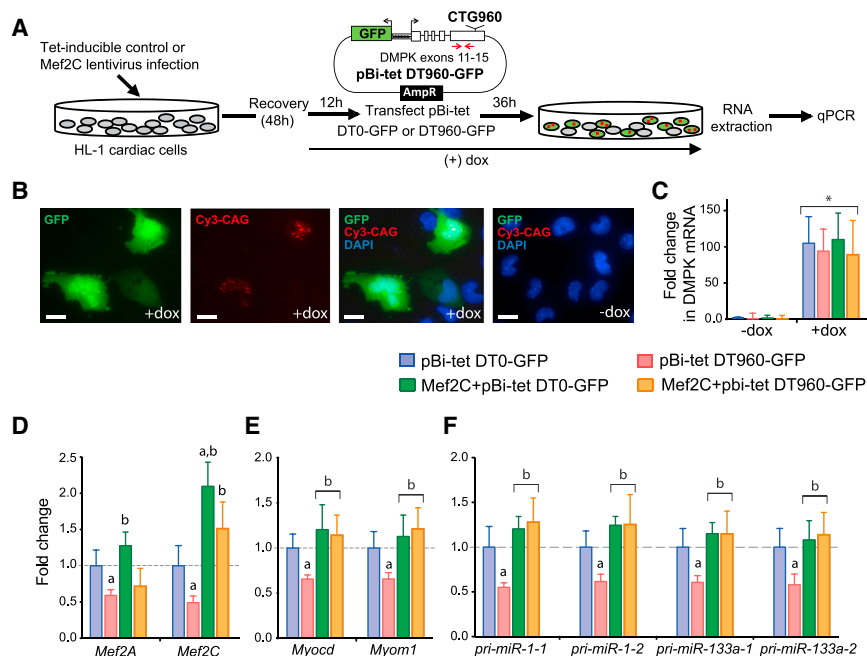 A
Tet-inducible control or
Mef2C lentivirus infection
HL-1 cardiac cells
Recovery
(48h)
12h
GFP
CTG960
DMPK exons 11-15
pBi-tet DT960-GFP
AmpR
Transfect pBi-tet
DT0-GFP or DT960-GFP
36h
(+) dox
RNA
extraction
qPCR
B
GFP
+dox
Cy3-CAG
+dox
GFP
Cy3-CAG
DAPI
+dox
GFP
Cy3-CAG
DAPI
-dox
C
Fold change
in DMPK mRNA
150
100
50
0.0
*
-dox
+dox
pBi-tet DT0-GFP
pBi-tet DT960-GFP
Mef2C+pBi-tet DT0-GFP
Mef2C+pbi-tet DT960-GFP
D
Fold change
2.5
2.0
1.5
1.0
0.5
0.0
a
b
a
a,b
b
Mef2A
Mef2C
E
2.0
1.5
1.0
0.5
0.0
a
b
a
b
Myocd
Myom1
F
2.0
1.5
1.0
0.5
0.0
a
b
a
b
a
b
a
b
pri-miR-1-1
pri-miR-1-2
pri-miR-133a-1
pri-miR-133a-2